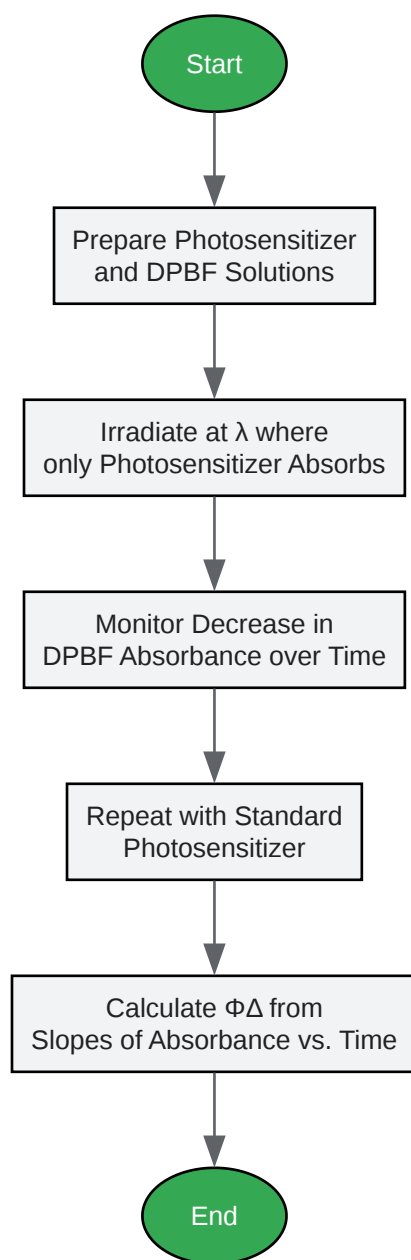 Start
Prepare Photosensitizer
and DPBF Solutions
Irradiate at λ where
only Photosensitizer Absorbs
Monitor Decrease in
DPBF Absorbance over Time
Repeat with Standard
Photosensitizer
Calculate ΦΔ from
Slopes of Absorbance vs. Time
End